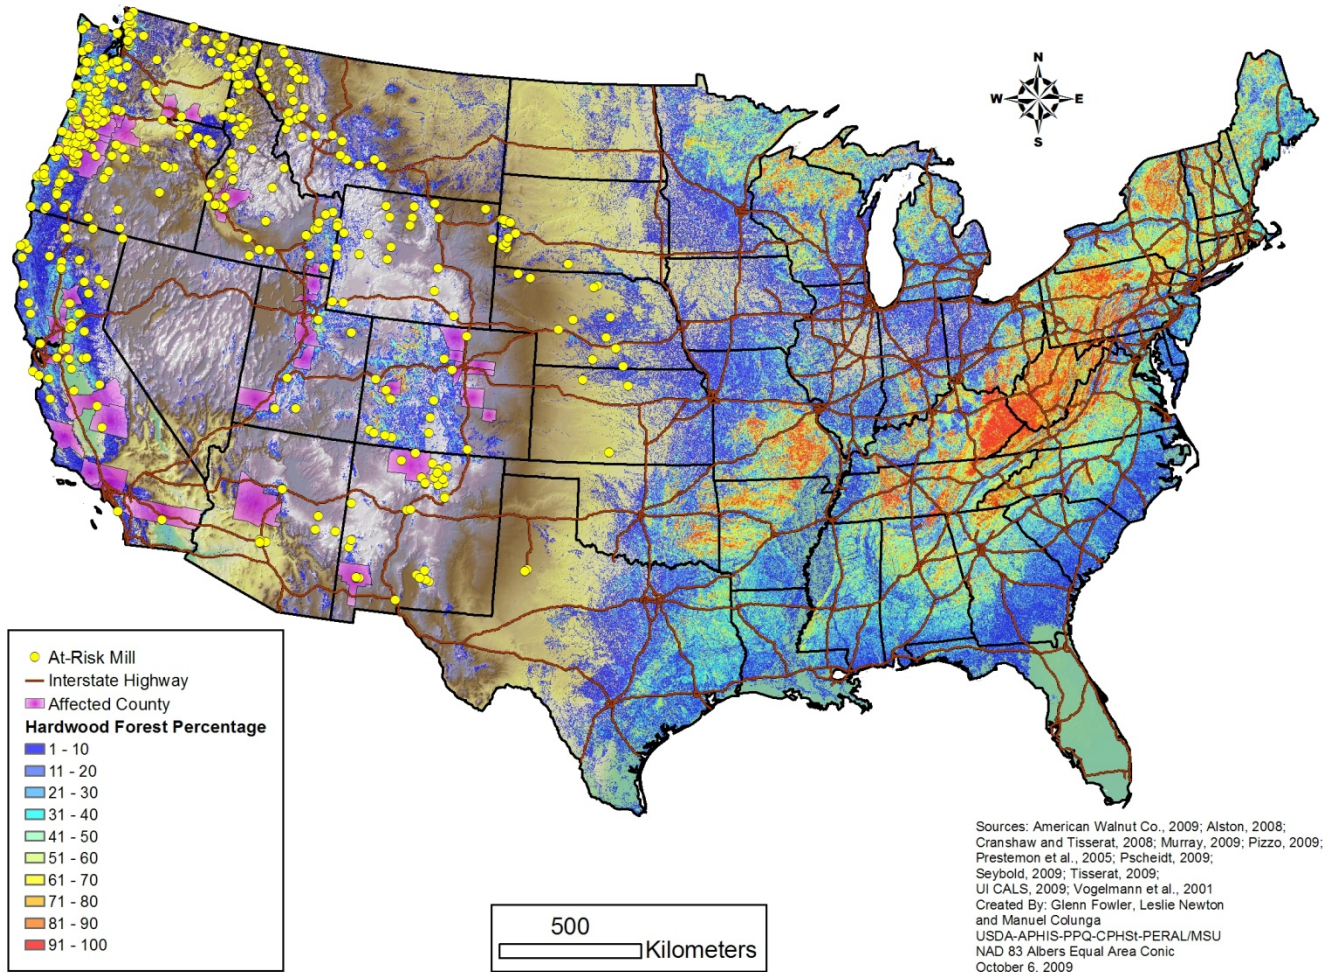 N
W E
S
At-Risk Mill
Interstate Highway
Affected County
Hardwood Forest Percentage
1 - 10
11 - 20
21 - 30
31 - 40
41 - 50
51 - 60
61 - 70
71 - 80
81 - 90
91 - 100
500
Kilometers
Sources: American Walnut Co., 2009; Alston, 2008;
Cranshaw and Tisserat, 2008; Murray, 2009; Pizzo, 2009;
Prestemon et al., 2005; Pscheidt, 2009;
Seybold, 2009; Tisserat, 2009;
UI CALS, 2009; Vogelmann et al., 2001
Created By: Glenn Fowler, Leslie Newton
and Manuel Colunga
USDA-APHIS-PPQ-CPHSt-PERAL/MSU
NAD 83 Albers Equal Area Conic
October 6, 2009